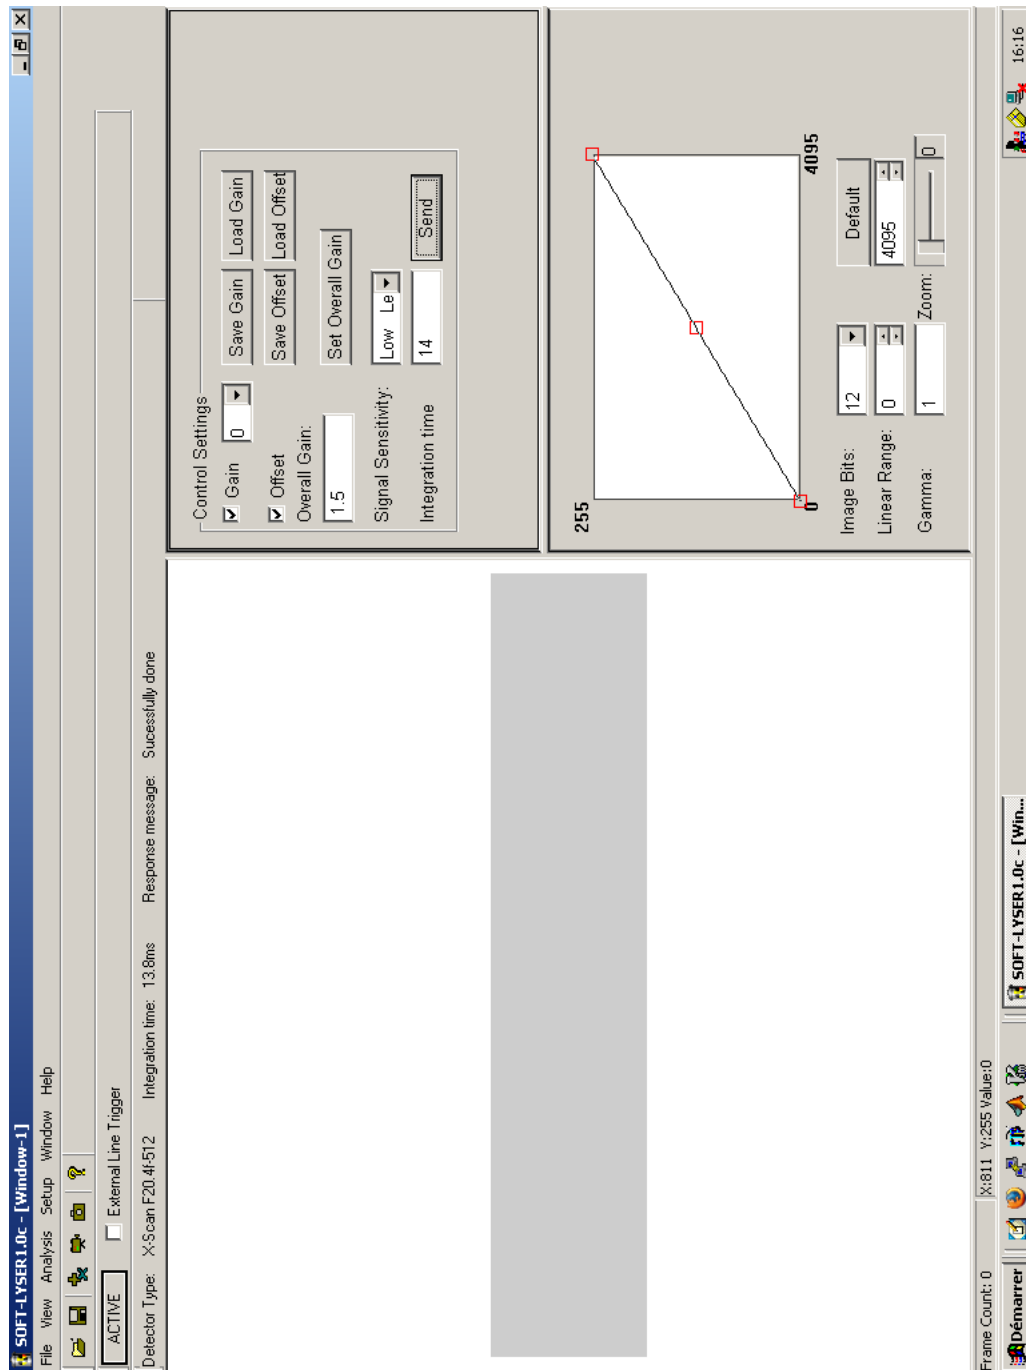 SOFT-LYSER1.0c - [Window-1]
File View Analysis Setup Window Help
ACTIVE External Line Trigger
Detector Type: X-Scan F20.4f-512 Integration time: 13.8ms Response message: Sucessfully done
Control Settings
Gain 0 Save Gain Load Gain
Offset Save Offset Load Offset
Overall Gain:
1.5 Set Overall Gain
Signal Sensitivity: Low Le
Integration time 14 Send
255
0 4095
Image Bits: 12 Default
Linear Range: 0 4095
Gamma: 1 Zoom: 0
Frame Count: 0 X:811 Y:255 Value:0
Démarrer SOFT-LYSER1.0c - [Win... 16:16